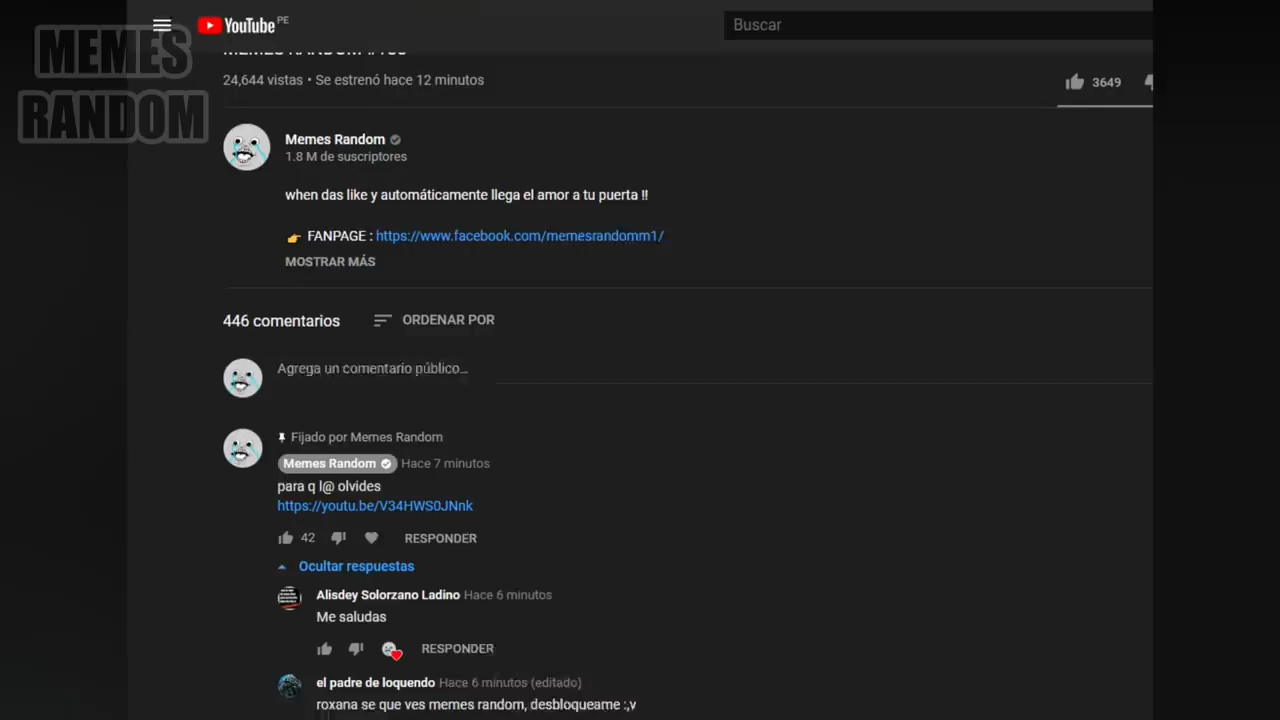 YouTube PE
Buscar
MEMES
RANDOM
24,644 vistas • Se estrenó hace 12 minutos
3649
Memes Random
1.8 M de suscriptores
when das like y automáticamente llega el amor a tu puerta !!
👉 FANPAGE : https://www.facebook.com/memesrandomm1/
MOSTRAR MÁS
446 comentarios
ORDENAR POR
Agrega un comentario público...
Fijado por Memes Random
Memes Random Hace 7 minutos
para q l@ olvides
https://youtu.be/V34HWS0JNnk
42
RESPONDER
Ocultar respuestas
Alisdey Solorzano Ladino Hace 6 minutos
Me saludas
RESPONDER
el padre de loquendo Hace 6 minutos (editado)
roxana se que ves memes random, desbloqueame :,v